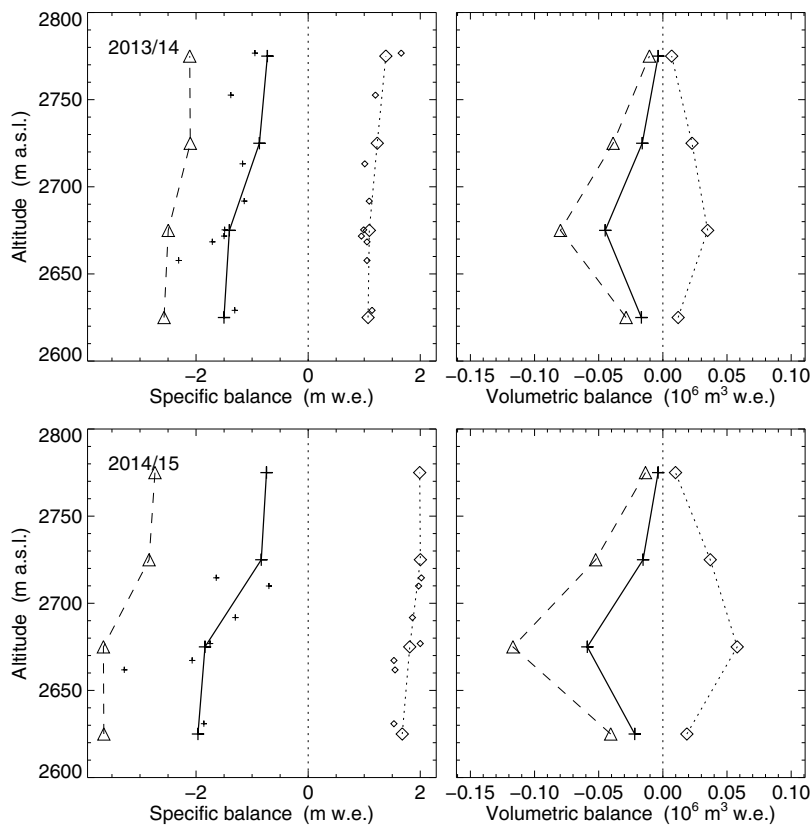 2800
2013/14
2750
2700
2650
2600
Altitude (m a.s.l.)
−2 0 2
Specific balance (m w.e.)
−0.15 −0.10 −0.05 0.00 0.05 0.10
Volumetric balance (10⁶ m³ w.e.)
2800
2014/15
2750
2700
2650
2600
Altitude (m a.s.l.)
−2 0 2
Specific balance (m w.e.)
−0.15 −0.10 −0.05 0.00 0.05 0.10
Volumetric balance (10⁶ m³ w.e.)